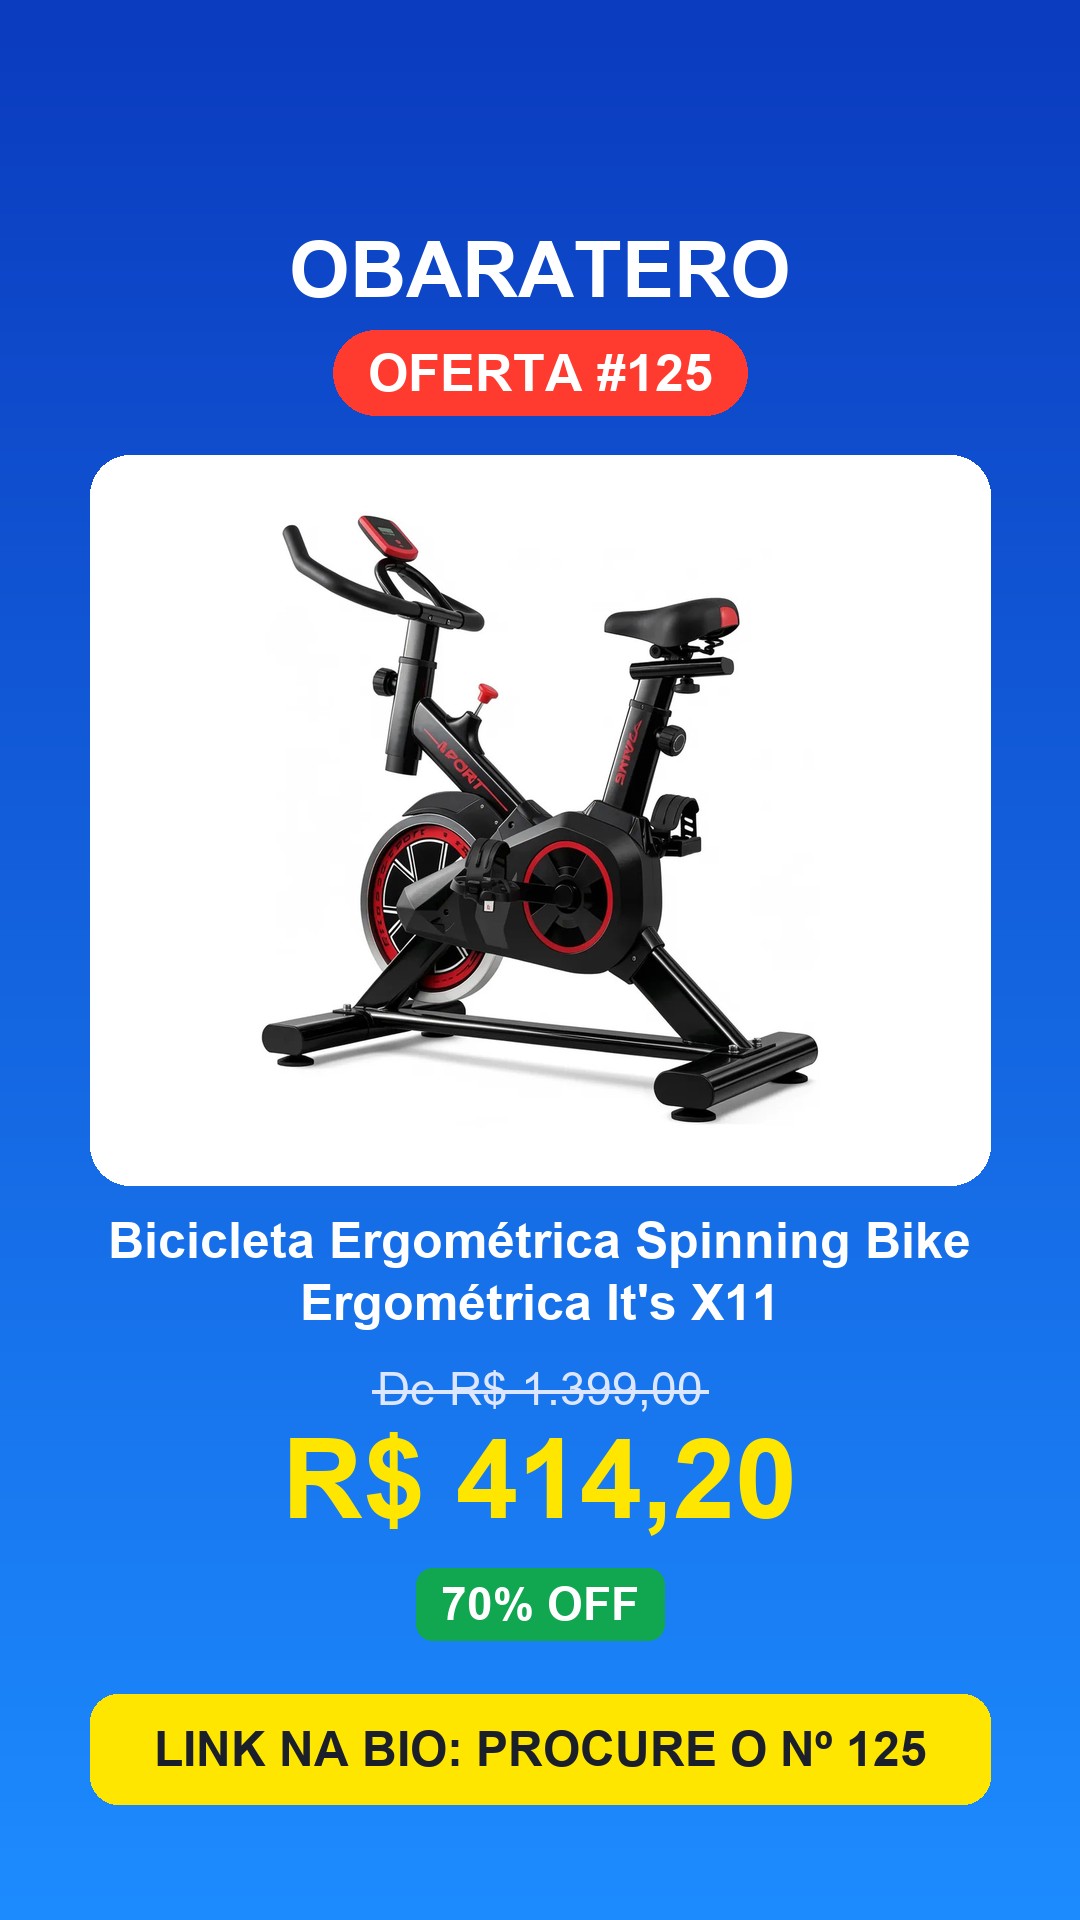 OBARATERO
OFERTA #125
Bicicleta Ergométrica Spinning Bike
Ergométrica It's X11
De R$ 1.399,00
R$ 414,20
70% OFF
LINK NA BIO: PROCURE O Nº 125